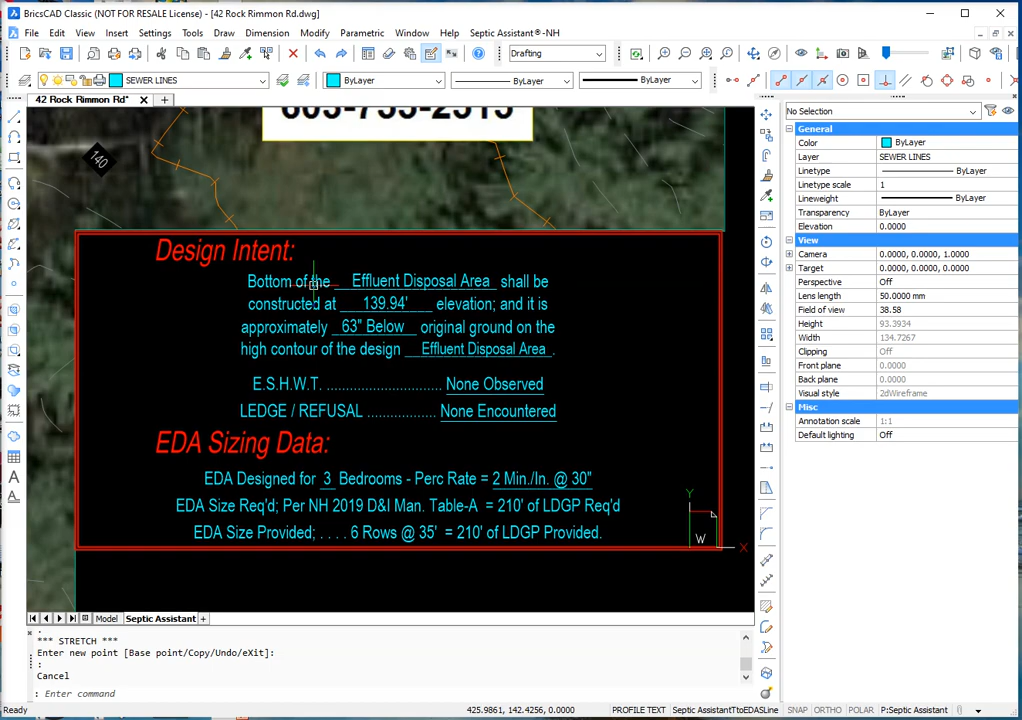 BricsCAD Classic (NOT FOR RESALE License) - [42 Rock Rimmon Rd.dwg]
File Edit View Insert Settings Tools Draw Dimension Modify Parametric Window Help Septic Assistant®-NH
Drafting
SEWER LINES
ByLayer
ByLayer
ByLayer
42 Rock Rimmon Rd*
603-735-2515
140
Design Intent:
Bottom of the Effluent Disposal Area shall be
constructed at 139.94' elevation; and it is
approximately 63" Below original ground on the
high contour of the design Effluent Disposal Area.
E.S.H.W.T. ............................. None Observed
LEDGE / REFUSAL .................. None Encountered
EDA Sizing Data:
EDA Designed for 3 Bedrooms - Perc Rate = 2 Min./In. @ 30"
EDA Size Req'd; Per NH 2019 D&I Man. Table-A = 210' of LDGP Req'd
EDA Size Provided; . . . . 6 Rows @ 35' = 210' of LDGP Provided.
Y
W
X
Model Septic Assistant
*** STRETCH ***
Enter new point [Base point/Copy/Undo/eXit]:
:
Cancel
: Enter command
Ready
425.9861, 142.4256, 0.0000 PROFILE TEXT Septic AssistantTtoEDASLine SNAP ORTHO POLAR P:Septic Assistant
No Selection
General
Color ByLayer
Layer SEWER LINES
Linetype ByLayer
Linetype scale 1
Lineweight ByLayer
Transparency ByLayer
Elevation 0.0000
View
Camera 0.0000, 0.0000, 1.0000
Target 0.0000, 0.0000, 0.0000
Perspective Off
Lens length 50.0000 mm
Field of view 38.58
Height 93.3934
Width 134.7267
Clipping Off
Front plane 0.0000
Back plane 0.0000
Visual style 2dWireframe
Misc
Annotation scale 1:1
Default lighting Off